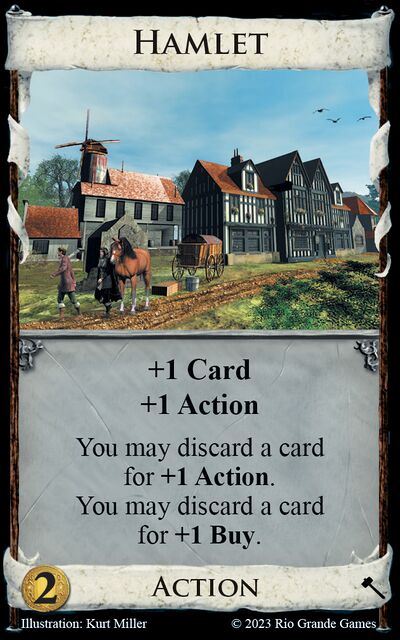 HAMLET
+1 Card
+1 Action
You may discard a card
for +1 Action.
You may discard a card
for +1 Buy.
2
ACTION
Illustration: Kurt Miller
© 2023 Rio Grande Games